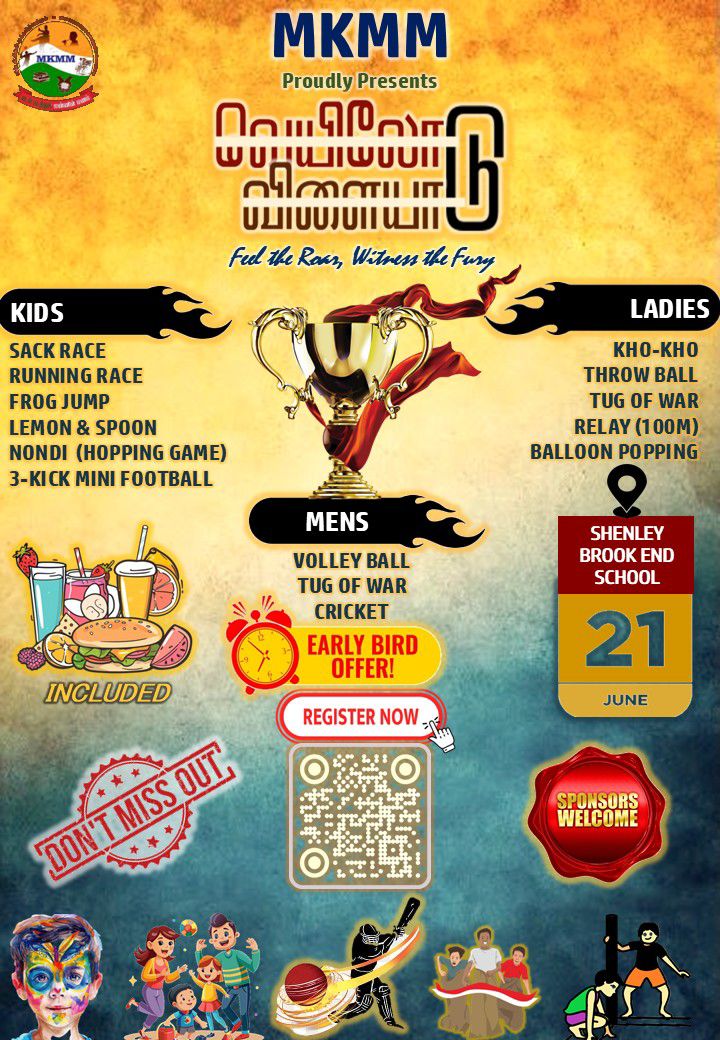 MKMM
MKMM
Proudly Presents
வெயிலோடு
விளையாடு
Feel the Roar, Witness the Fury
KIDS
SACK RACE
RUNNING RACE
FROG JUMP
LEMON & SPOON
NONDI (HOPPING GAME)
3-KICK MINI FOOTBALL
LADIES
KHO-KHO
THROW BALL
TUG OF WAR
RELAY (100M)
BALLOON POPPING
MENS
VOLLEY BALL
TUG OF WAR
CRICKET
SHENLEY
BROOK END
SCHOOL
21
JUNE
INCLUDED
EARLY BIRD
OFFER!
REGISTER NOW
DON'T MISS OUT
SPONSORS
WELCOME